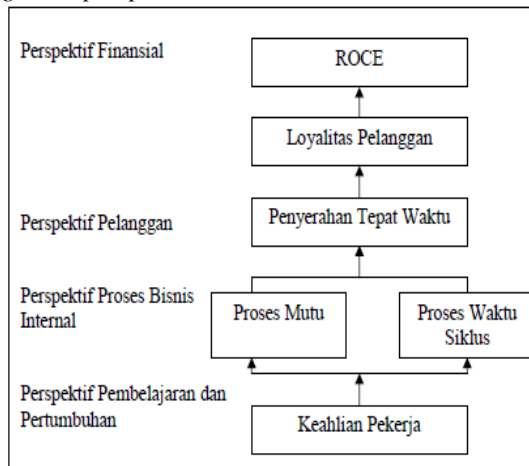 Perspektif Finansial
ROCE
Loyalitas Pelanggan
Perspektif Pelanggan
Penyerahan Tepat Waktu
Perspektif Proses Bisnis
Internal
Proses Mutu
Proses Waktu
Siklus
Perspektif Pembelajaran dan
Pertumbuhan
Keahlian Pekerja